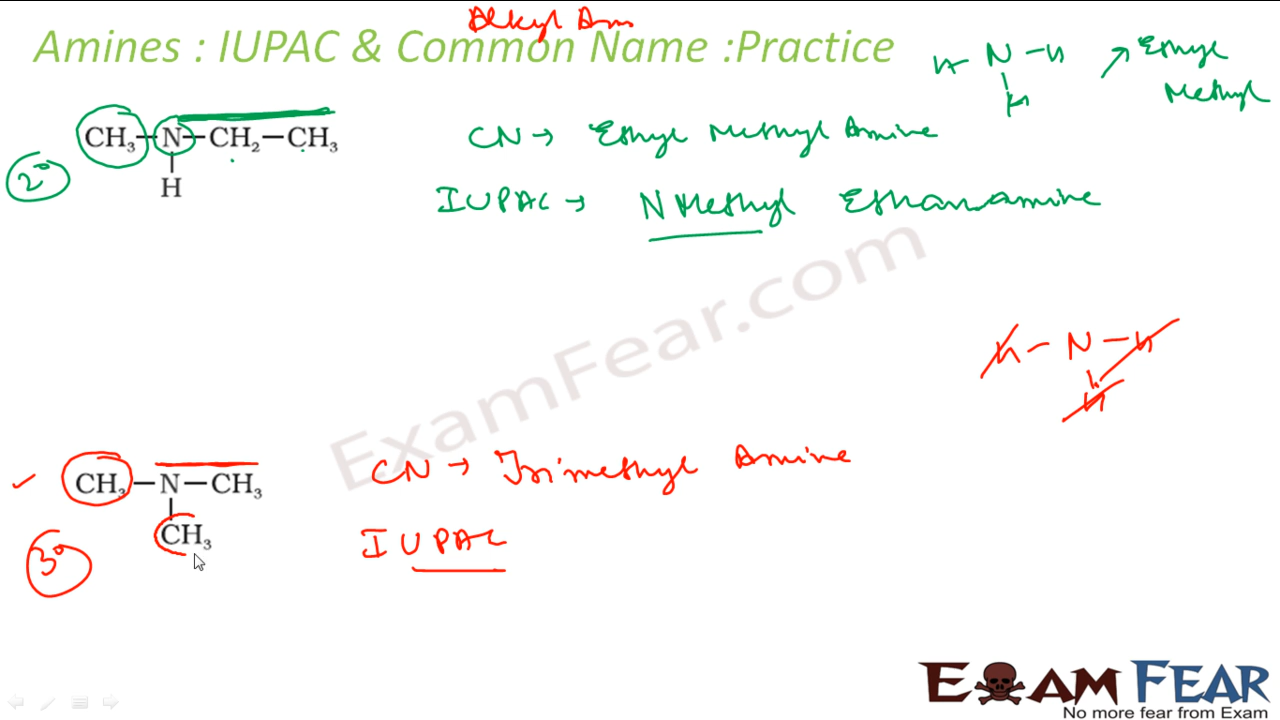 Alkyl Am
Amines : IUPAC & Common Name :Practice
H – N – H
H
↗ Ethyl
Methyl
CH₃–N–CH₂–CH₃
H
2°
CN → Ethyl Methyl Amine
IUPAC → N Methyl Ethanamine
ExamFear.com
H – N – H
H
CH₃–N–CH₃
CH₃
3°
CN → Trimethyl Amine
IUPAC
EXAM FEAR
No more fear from Exam